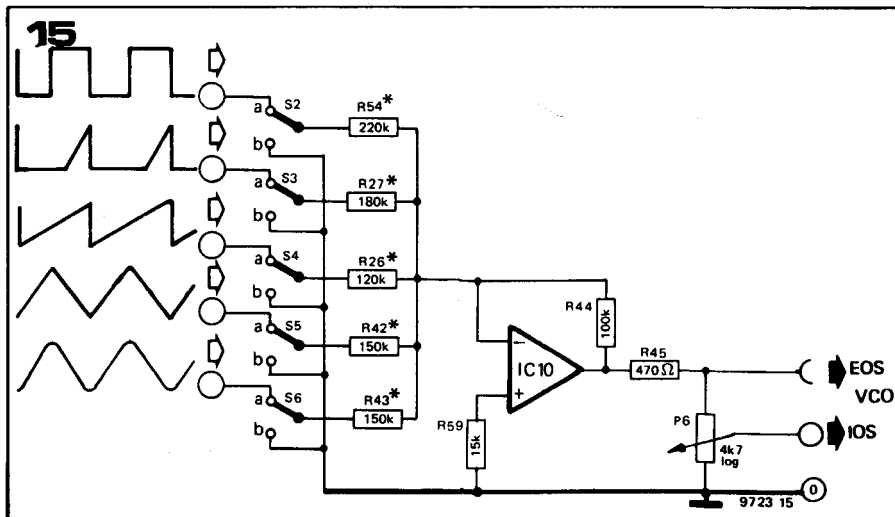 15
a S2
R54*
220k
b
a S3
R27*
180k
b
a S4
R26*
120k
b
a S5
R42*
150k
b
a S6
R43*
150k
b
R44
100k
−
IC10
+
R59
15k
R45
470Ω
EOS
VCO
P6
4k7
log
IOS
0
9723 15